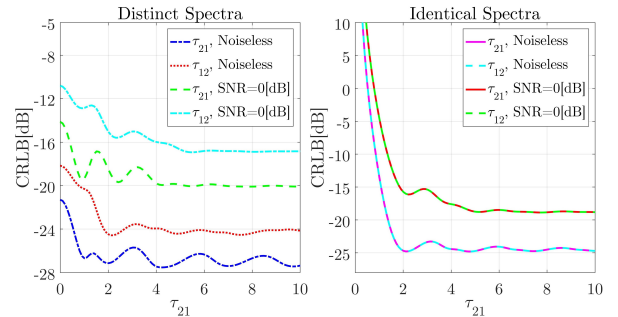 Distinct Spectra
-5
-8
-12
-16
-20
-24
-28
CRLB[dB]
0
2
4
6
8
10
τ21
τ21, Noiseless
τ12, Noiseless
τ21, SNR=0[dB]
τ12, SNR=0[dB]
Identical Spectra
10
5
0
-5
-10
-15
-20
-25
CRLB[dB]
0
2
4
6
8
10
τ21
τ21, Noiseless
τ12, Noiseless
τ21, SNR=0[dB]
τ12, SNR=0[dB]